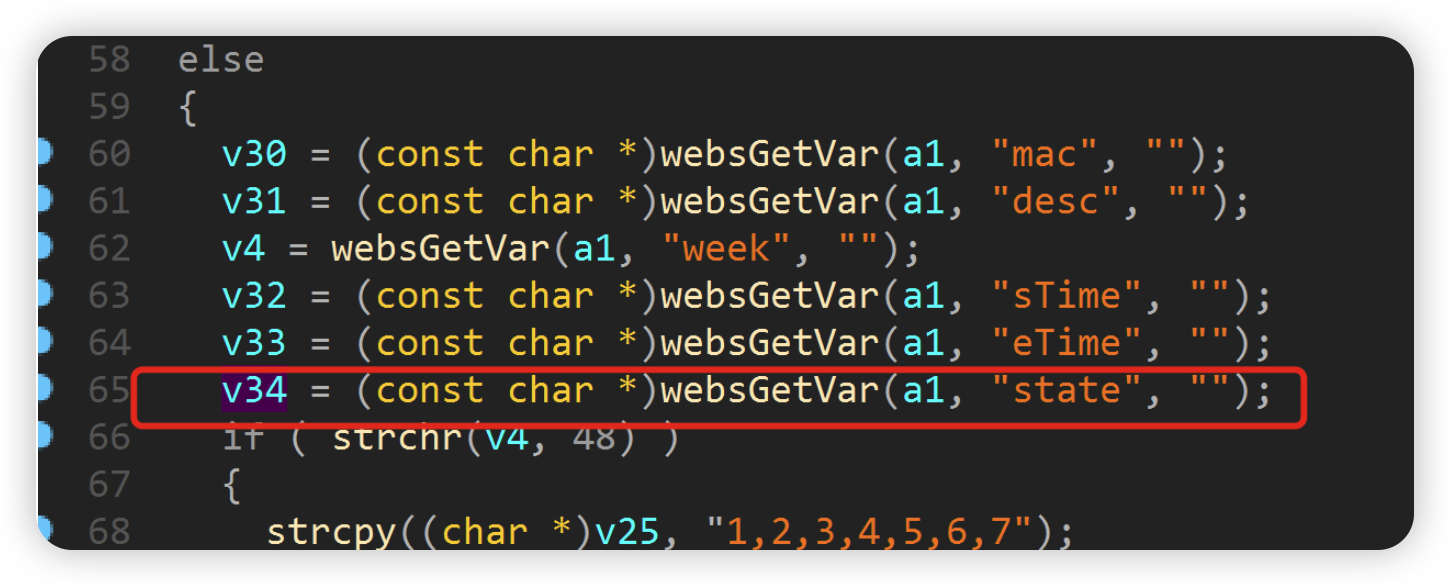 58 else
59 {
60 v30 = (const char *)websGetVar(a1, "mac", "");
61 v31 = (const char *)websGetVar(a1, "desc", "");
62 v4 = websGetVar(a1, "week", "");
63 v32 = (const char *)websGetVar(a1, "sTime", "");
64 v33 = (const char *)websGetVar(a1, "eTime", "");
65 v34 = (const char *)websGetVar(a1, "state", "");
66 if ( strchr(v4, 48) )
67 {
68 strcpy((char *)v25, "1,2,3,4,5,6,7");